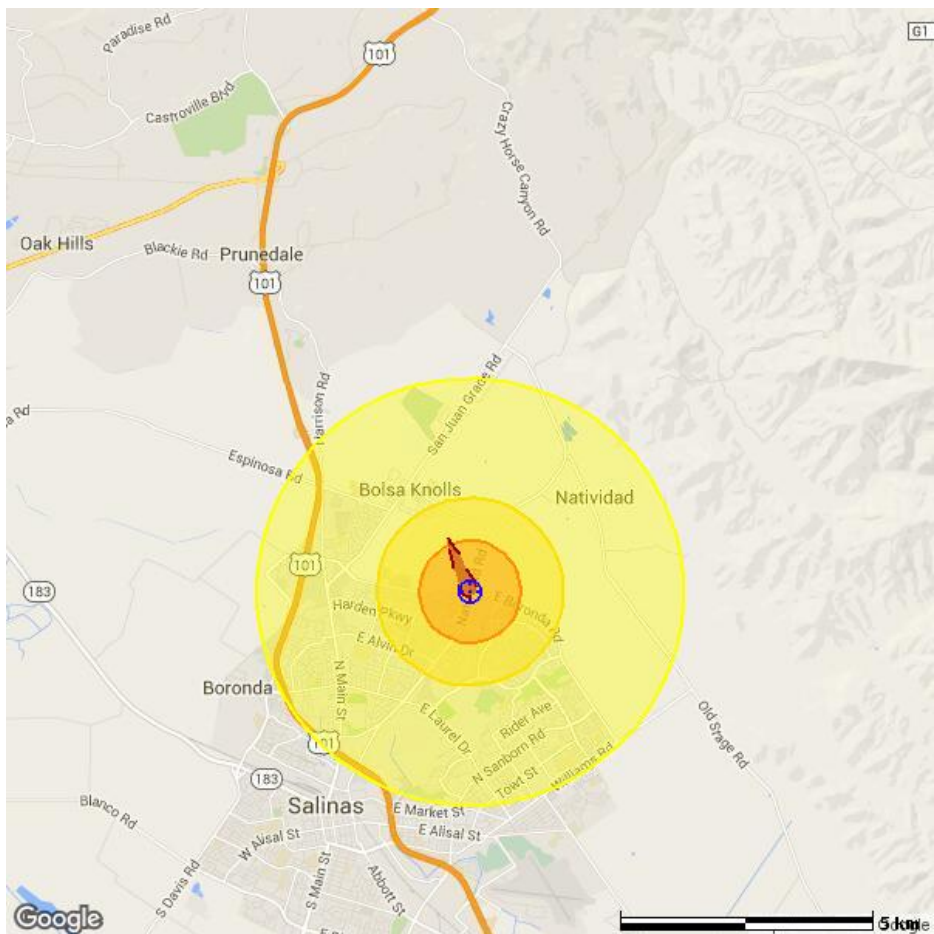 Paradise Rd
G1
101
Castroville Blvd
Crazy Horse Canyon Rd
Oak Hills
Blackie Rd
Prunedale
101
San Juan Grade Rd
Harrison Rd
Espinosa Rd
Bolsa Knolls
Natividad
101
183
E Boronda Rd
Harden Pkwy
E Alvin Dr
Boronda
N Main St
E Laurel Dr
Rider Ave
Old Stage Rd
101
N Sanborn Rd
183
Towt St
Williams Rd
Blanco Rd
Salinas
E Market St
E Alisal St
W Alisal St
S Davis Rd
S Main St
Abbott St
Google
5 km
Google